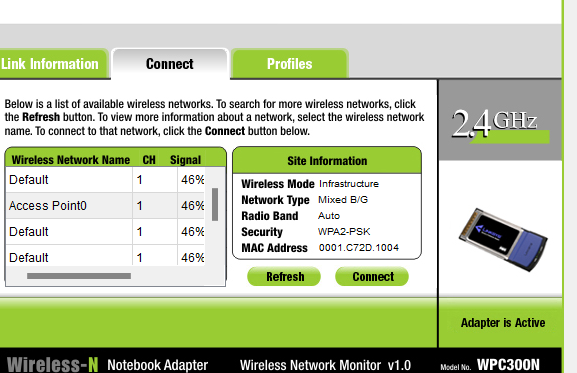 Link Information
Connect
Profiles
Below is a list of available wireless networks. To search for more wireless networks, click
the Refresh button. To view more information about a network, select the wireless network
name. To connect to that network, click the Connect button below.
2.4GHz
Wireless Network Name CH Signal
Default 1 46%
Access Point0 1 46%
Default 1 46%
Default 1 46%
Site Information
Wireless Mode Infrastructure
Network Type Mixed B/G
Radio Band Auto
Security WPA2-PSK
MAC Address 0001.C72D.1004
Refresh
Connect
Adapter is Active
Wireless-N Notebook Adapter Wireless Network Monitor v1.0 Model No. WPC300N